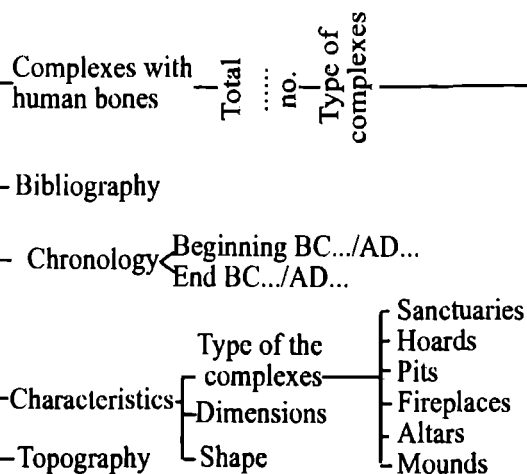 Complexes with
human bones
Total ...... no.
Type of
complexes
Bibliography
Chronology
Beginning BC.../AD...
End BC.../AD...
Characteristics
Type of the
complexes
Dimensions
Shape
Sanctuaries
Hoards
Pits
Fireplaces
Altars
Mounds
Topography